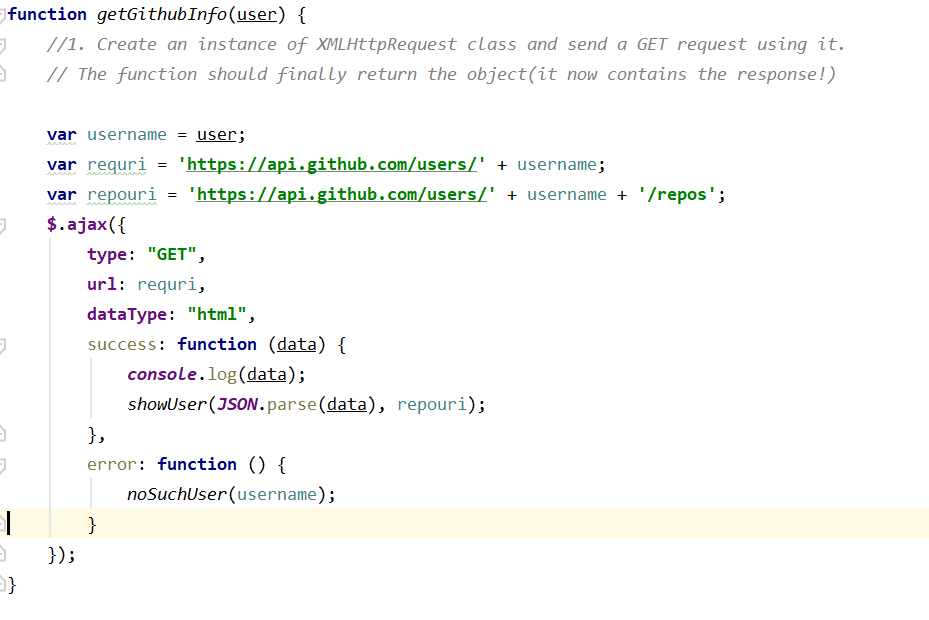 function getGithubInfo(user) {
//1. Create an instance of XMLHttpRequest class and send a GET request using it.
// The function should finally return the object(it now contains the response!)
var username = user;
var requri = 'https://api.github.com/users/' + username;
var repouri = 'https://api.github.com/users/' + username + '/repos';
$.ajax({
type: "GET",
url: requri,
dataType: "html",
success: function (data) {
console.log(data);
showUser(JSON.parse(data), repouri);
},
error: function () {
noSuchUser(username);
}
});
}